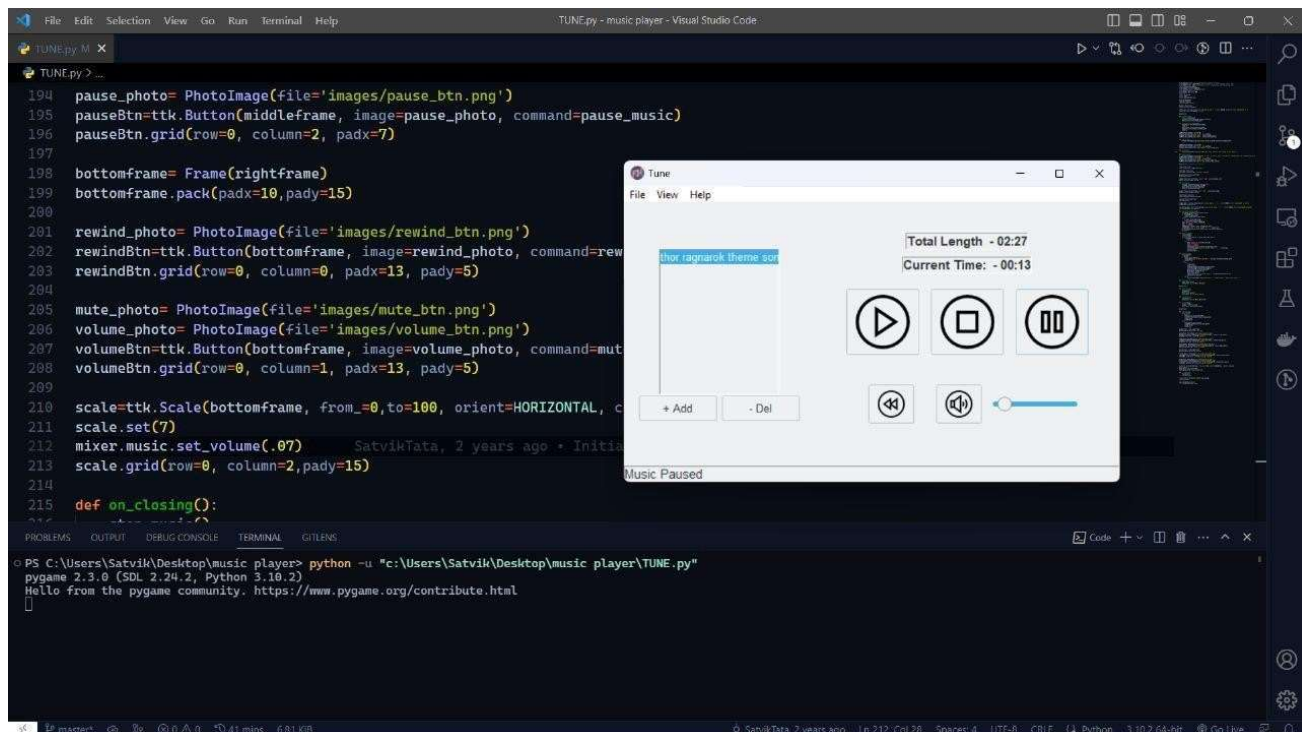 File Edit Selection View Go Run Terminal Help
TUNE.py - music player - Visual Studio Code
TUNE.py M
TUNE.py > ...
194 pause_photo= PhotoImage(file='images/pause_btn.png')
195 pauseBtn=ttk.Button(middleframe, image=pause_photo, command=pause_music)
196 pauseBtn.grid(row=0, column=2, padx=7)
197
198 bottomframe= Frame(rightframe)
199 bottomframe.pack(padx=10,pady=15)
200
201 rewind_photo= PhotoImage(file='images/rewind_btn.png')
202 rewindBtn=ttk.Button(bottomframe, image=rewind_photo, command=rew
203 rewindBtn.grid(row=0, column=0, padx=13, pady=5)
204
205 mute_photo= PhotoImage(file='images/mute_btn.png')
206 volume_photo= PhotoImage(file='images/volume_btn.png')
207 volumeBtn=ttk.Button(bottomframe, image=volume_photo, command=mut
208 volumeBtn.grid(row=0, column=1, padx=13, pady=5)
209
210 scale=ttk.Scale(bottomframe, from_=0,to=100, orient=HORIZONTAL, c
211 scale.set(7)
212 mixer.music.set_volume(.07) SatvikTata, 2 years ago • Initia
213 scale.grid(row=0, column=2,pady=15)
214
215 def on_closing():
Tune
File View Help
thor ragnarok theme son
+ Add - Del
Total Length - 02:27
Current Time: - 00:13
Music Paused
PROBLEMS OUTPUT DEBUG CONSOLE TERMINAL GITLENS
Code
PS C:\Users\Satvik\Desktop\music player> python -u "c:\Users\Satvik\Desktop\music player\TUNE.py"
pygame 2.3.0 (SDL 2.24.2, Python 3.10.2)
Hello from the pygame community. https://www.pygame.org/contribute.html
master* 0 0 41 mins 6.81 KiB
SatvikTata, 2 years ago Ln 212, Col 28 Spaces: 4 UTF-8 CRLF Python 3.10.2 64-bit Go Live